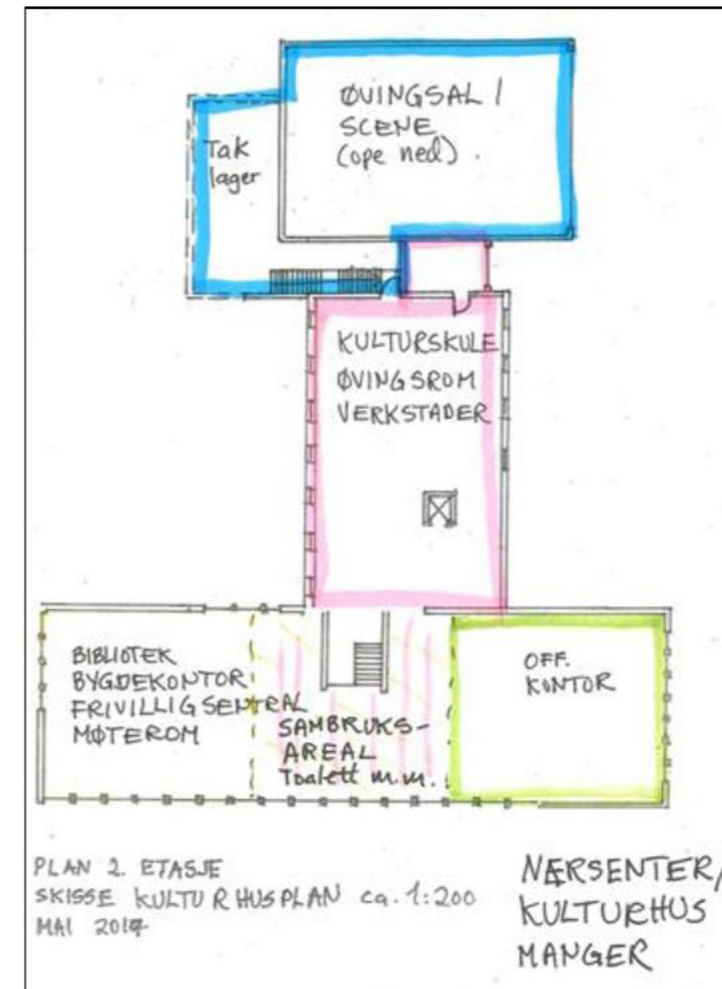 ØVINGSAL /
SCENE
(ope ned).
Tak
lager
KULTURSKULE
ØVINGSROM
VERKSTADER
BIBLIOTEK
BYGDEKONTOR
FRIVILLIGSENTRAL
MØTEROM
SAMBRUKS-
AREAL
Toalett m.m.
OFF.
KONTOR
PLAN 2. ETASJE
SKISSE KULTURHUSPLAN ca. 1:200
MAI
NÆRSENTER/
KULTURHUS
MANGER